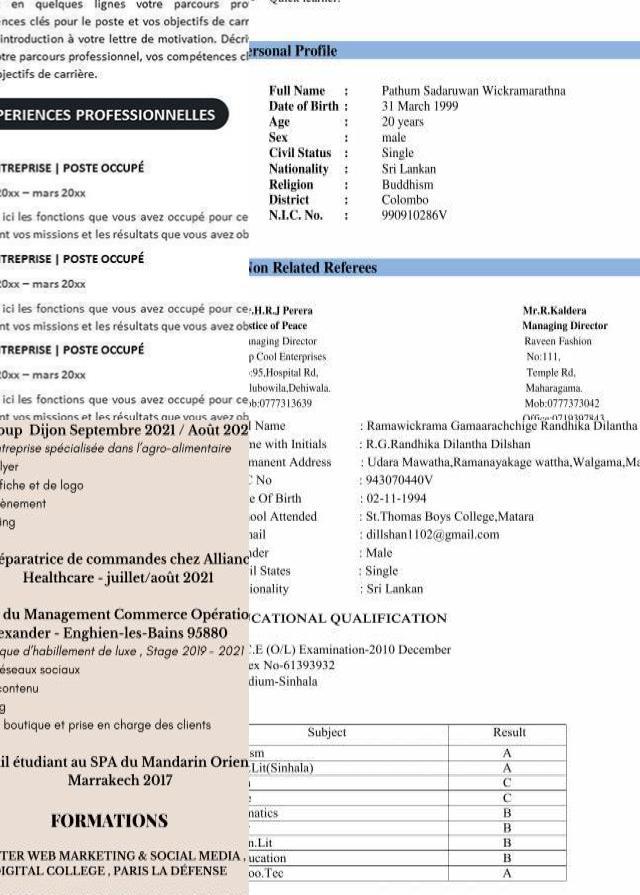 en quelques lignes votre parcours pro
ences clés pour le poste et vos objectifs de carr
introduction à votre lettre de motivation. Décri
tre parcours professionnel, vos compétences cl
jectifs de carrière.
PERIENCES PROFESSIONNELLES
TREPRISE | POSTE OCCUPÉ
20xx – mars 20xx
ici les fonctions que vous avez occupé pour ce
nt vos missions et les résultats que vous avez ob
TREPRISE | POSTE OCCUPÉ
20xx – mars 20xx
ici les fonctions que vous avez occupé pour ce
nt vos missions et les résultats que vous avez ob
TREPRISE | POSTE OCCUPÉ
20xx – mars 20xx
ici les fonctions que vous avez occupé pour ce
nt vos missions et les résultats que vous avez ob
ersonal Profile
Full Name : Pathum Sadaruwan Wickramarathna
Date of Birth : 31 March 1999
Age : 20 years
Sex : male
Civil Status : Single
Nationality : Sri Lankan
Religion : Buddhism
District : Colombo
N.I.C. No. : 990910286V
Non Related Referees
.H.R.J Perera
stice of Peace
naging Director
p Cool Enterprises
:95,Hospital Rd,
lubowila,Dehiwala.
ob:0777313639
Mr.R.Kaldera
Managing Director
Raveen Fashion
No:111,
Temple Rd,
Maharagama.
Mob:0777373042
Office:0719397843
oup Dijon Septembre 2021 / Août 202
ntreprise spécialisée dans l'agro-alimentaire
lyer
fiche et de logo
ènement
ing
éparatrice de commandes chez Allianc
Healthcare - juillet/août 2021
du Management Commerce Opératio
exander - Enghien-les-Bains 95880
que d'habillement de luxe , Stage 2019 - 2021
éseaux sociaux
contenu
g
boutique et prise en charge des clients
il étudiant au SPA du Mandarin Orien
Marrakech 2017
FORMATIONS
TER WEB MARKETING & SOCIAL MEDIA ,
IGITAL COLLEGE , PARIS LA DÉFENSE
l Name : Ramawickrama Gamaarachchige Randhika Dilantha
me with Initials : R.G.Randhika Dilantha Dilshan
manent Address : Udara Mawatha,Ramanayakage wattha,Walgama,Ma
C No : 943070440V
e Of Birth : 02-11-1994
ool Attended : St.Thomas Boys College,Matara
ail : dillshan1102@gmail.com
nder : Male
il States : Single
ionality : Sri Lankan
CATIONAL QUALIFICATION
.E (O/L) Examination-2010 December
ex No-61393932
dium-Sinhala
Subject Result
sm A
.Lit(Sinhala) A
C
C
matics B
B
n.Lit B
ucation B
oo.Tec A